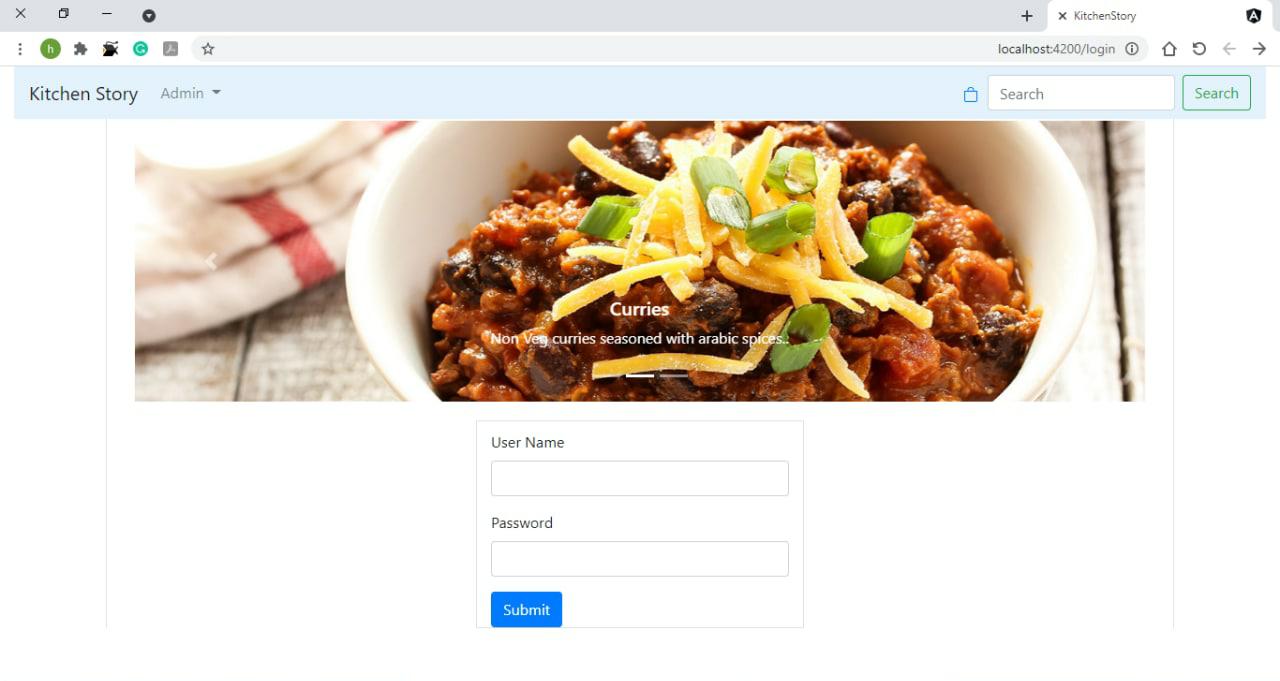 KitchenStory
h
localhost:4200/login
Kitchen Story
Admin
Search
Search
Curries
Non Veg curries seasoned with arabic spices..
User Name
Password
Submit